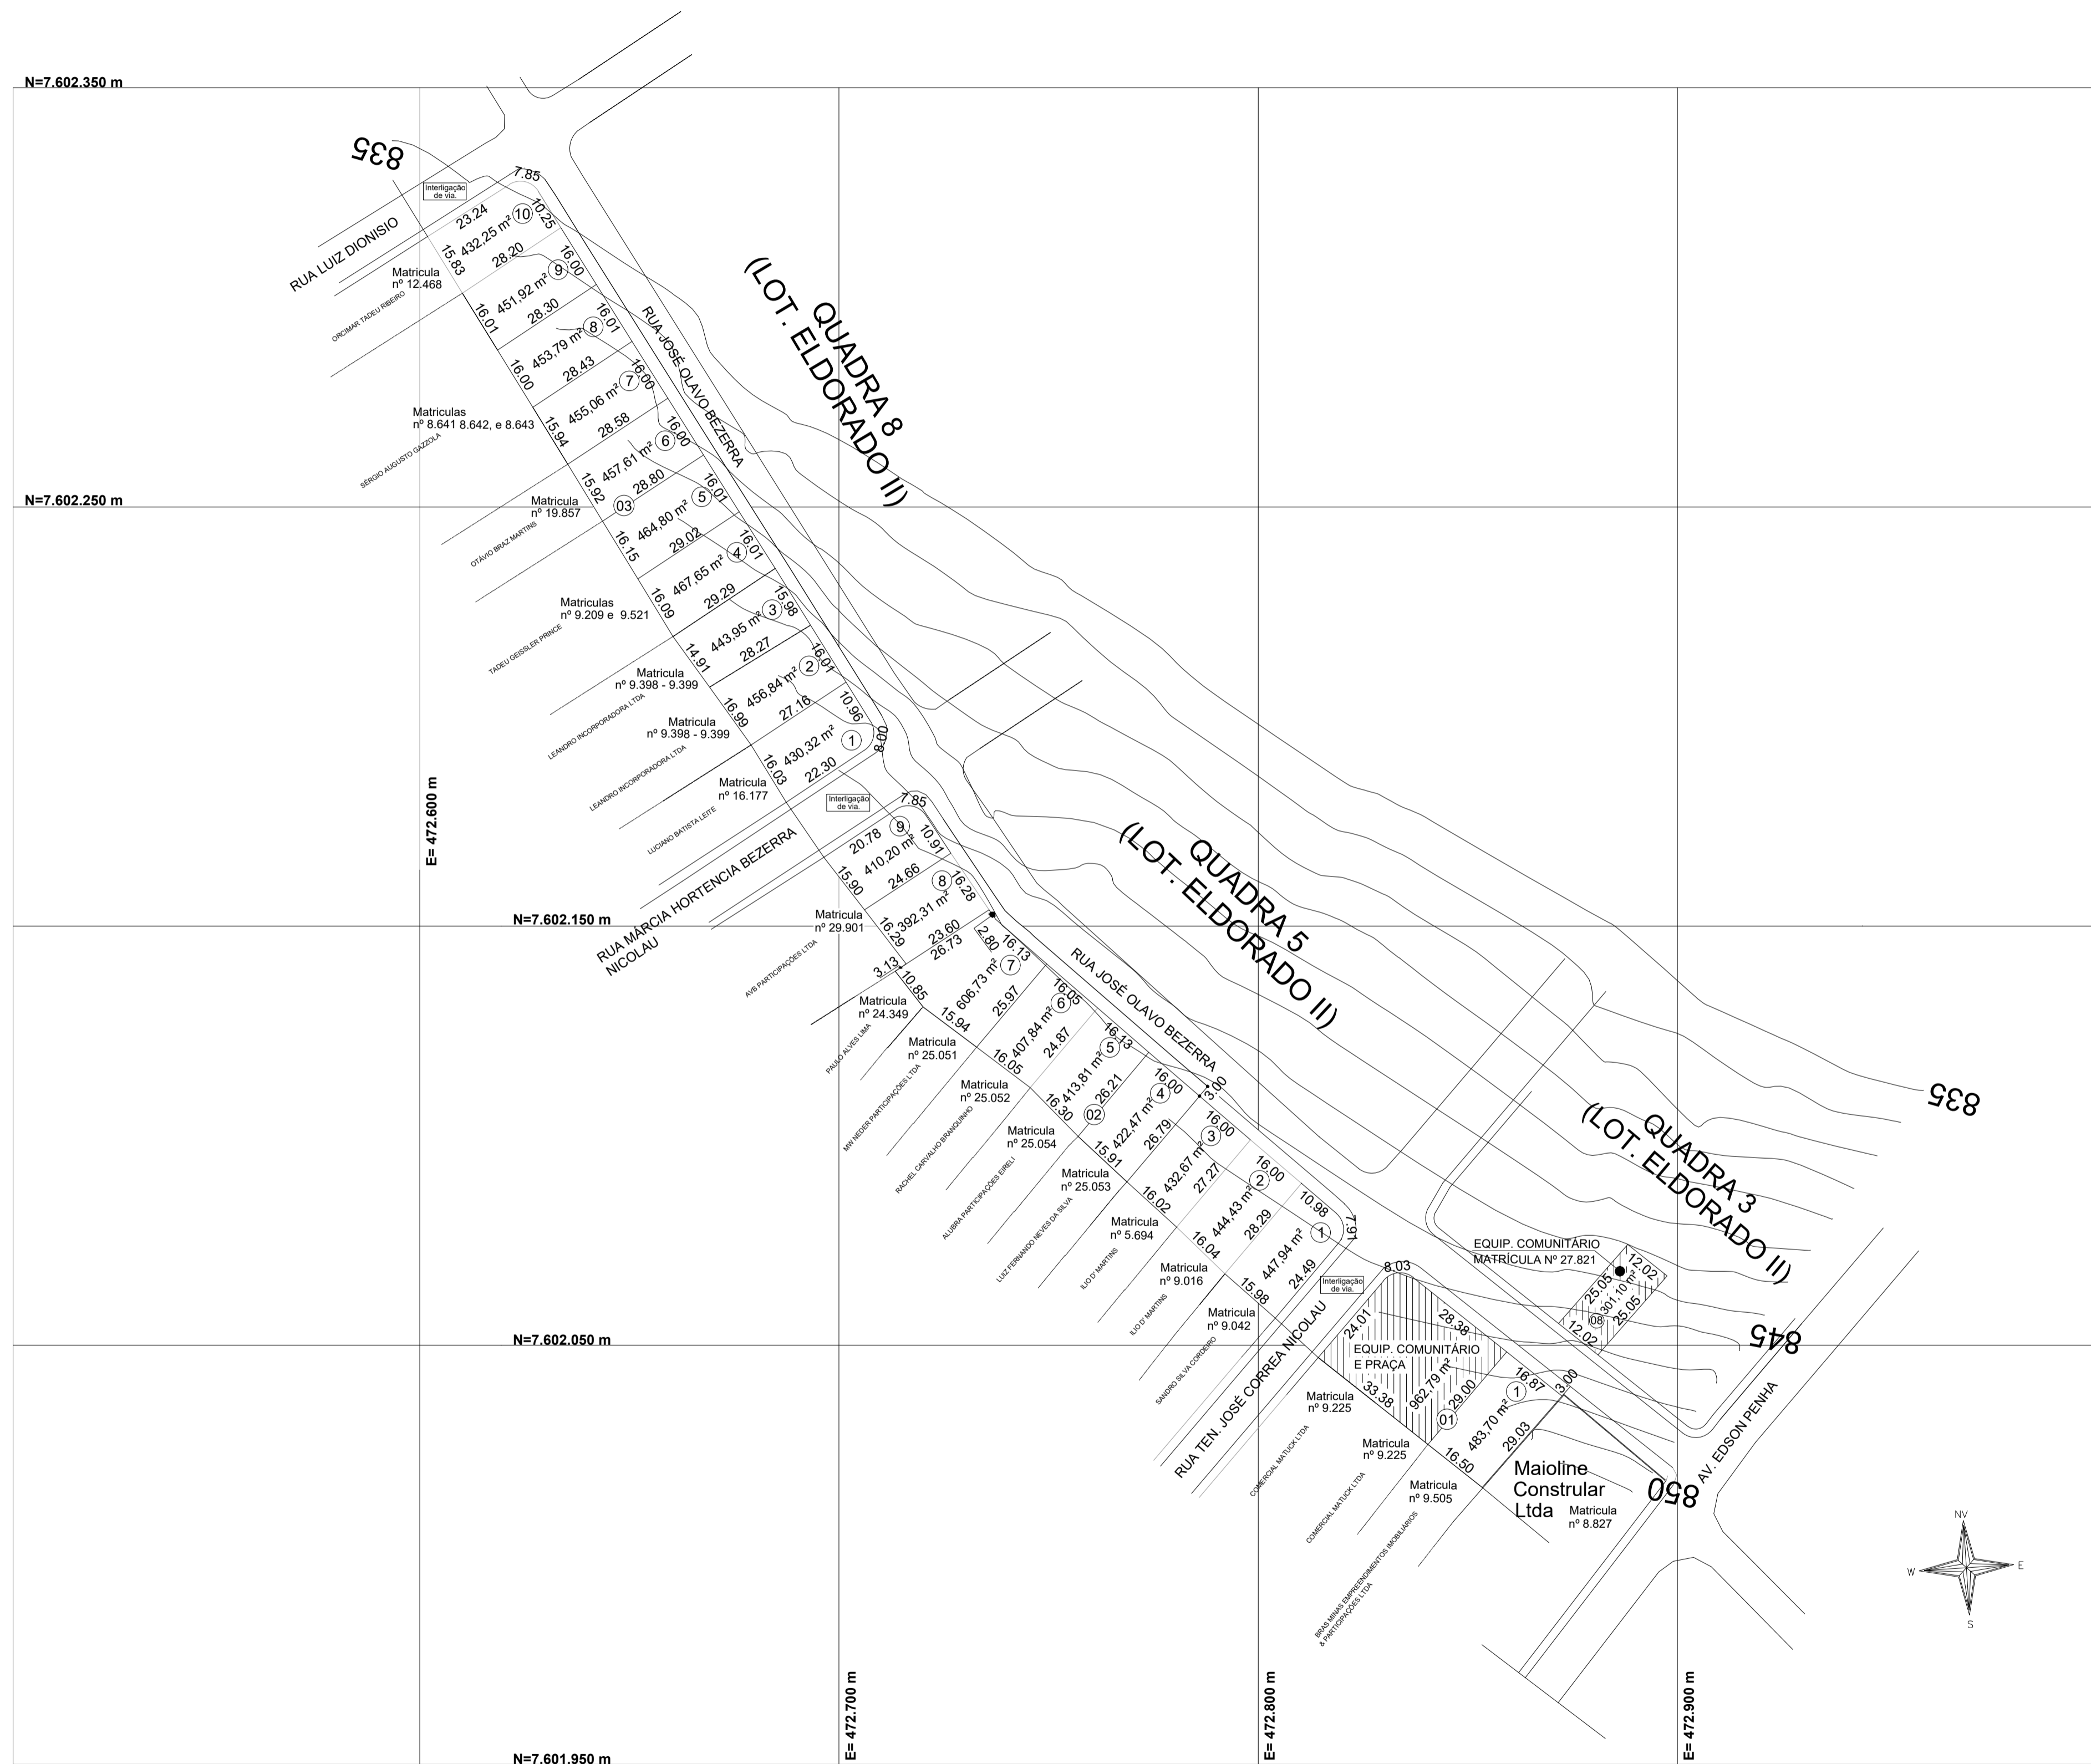 N=7.602.350 m
835
Interligação
de via.
RUA LUIZ DIONISIO
7.85
23.24
10
432,25 m²
10.25
15.83
28.20
Matricula
nº 12.468
ORCIMAR TADEU RIBEIRO
16.00
9
451,92 m²
16.01
28.30
16.01
8
453,79 m²
16.00
28.43
16.00
7
455,06 m²
15.94
28.58
Matriculas
nº 8.641 8.642, e 8.643
SÉRGIO AUGUSTO GAZZOLA
RUA JOSÉ OLAVO BEZERRA
QUADRA 8
(LOT. ELDORADO II)
16.00
6
457,61 m²
15.92
28.80
N=7.602.250 m
Matricula
nº 19.857
OTÁVIO BRAZ MARTINS
03
16.01
5
464,80 m²
16.15
29.02
16.01
4
467,65 m²
16.09
29.29
Matriculas
nº 9.209 e 9.521
TADEU GEISSLER PRINCE
15.98
3
443,95 m²
14.91
28.27
Matricula
nº 9.398 - 9.399
LEANDRO INCORPORADORA LTDA
16.01
2
456,84 m²
16.99
27.16
Matricula
nº 9.398 - 9.399
LEANDRO INCORPORADORA LTDA
10.96
8.00
1
430,32 m²
16.03
22.30
Matricula
nº 16.177
LUCIANO BATISTA LEITE
E= 472.600 m
Interligação
de via.
RUA MÁRCIA HORTENCIA BEZERRA
NICOLAU
7.85
20.78
9
410,20 m²
10.91
15.90
24.66
8
16.28
392,31 m²
16.29
23.60
N=7.602.150 m
Matricula
nº 29.901
AVB PARTICIPAÇÕES LTDA
26.73
2.80
3.13
10.85
16.13
7
606,73 m²
15.94
25.97
Matricula
nº 24.349
PAULO ALVES LIMA
QUADRA 5
(LOT. ELDORADO II)
RUA JOSÉ OLAVO BEZERRA
16.05
6
407,84 m²
16.05
24.87
Matricula
nº 25.051
MW NEDER PARTICIPAÇÕES LTDA
16.13
5
413,81 m²
16.30
26.21
Matricula
nº 25.052
RACHEL CARVALHO BRANQUINHO
02
16.00
4
422,47 m²
15.91
26.79
3.00
Matricula
nº 25.054
ALUBRA PARTICIPAÇÕES EIRELI
16.00
3
432,67 m²
16.02
27.27
Matricula
nº 25.053
LUIZ FERNANDO NEVES DA SILVA
16.00
2
444,43 m²
16.04
28.29
Matricula
nº 5.694
ILIO D' MARTINS
10.98
7.91
1
447,94 m²
15.98
24.49
Matricula
nº 9.016
ILIO D' MARTINS
Matricula
nº 9.042
SANDRO SILVA CORDEIRO
Interligação
de via.
RUA TEN. JOSÉ CORREA NICOLAU
835
QUADRA 3
(LOT. ELDORADO II)
EQUIP. COMUNITÁRIO
MATRÍCULA Nº 27.821
12.02
25.05
301,10 m²
25.05
08
12.02
845
N=7.602.050 m
8.03
24.01
28.38
EQUIP. COMUNITÁRIO
E PRAÇA
33.38
962,79 m²
29.00
01
Matricula
nº 9.225
COMERCIAL MATUCK LTDA
16.87
3.00
1
483,70 m²
29.03
16.50
Matricula
nº 9.225
COMERCIAL MATUCK LTDA
Matricula
nº 9.505
BRAS MINAS EMPREENDIMENTOS IMOBILIÁRIOS
& PARTICIPAÇÕES LTDA
Maioline
Constrular
Ltda
Matricula
nº 8.827
850
AV. EDSON PENHA
NV
W
E
S
E= 472.700 m
E= 472.800 m
E= 472.900 m
N=7.601.950 m